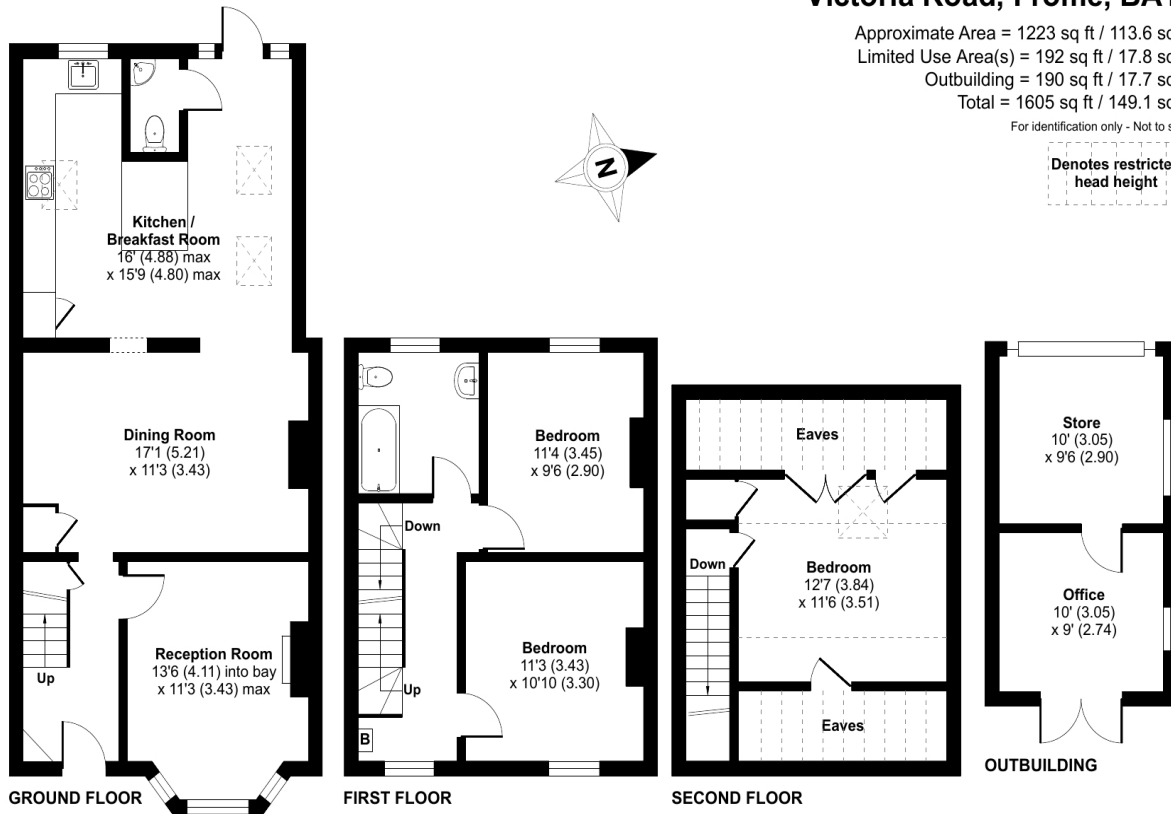 Victoria Road, Frome, BA1
Approximate Area = 1223 sq ft / 113.6 sq
Limited Use Area(s) = 192 sq ft / 17.8 sq
Outbuilding = 190 sq ft / 17.7 sq
Total = 1605 sq ft / 149.1 sq
For identification only - Not to s
Denotes restricte
head height
N
Kitchen /
Breakfast Room
16' (4.88) max
x 15'9 (4.80) max
Dining Room
17'1 (5.21)
x 11'3 (3.43)
Up
Reception Room
13'6 (4.11) into bay
x 11'3 (3.43) max
GROUND FLOOR
Bedroom
11'4 (3.45)
x 9'6 (2.90)
Down
Bedroom
11'3 (3.43)
x 10'10 (3.30)
Up
B
FIRST FLOOR
Eaves
Down
Bedroom
12'7 (3.84)
x 11'6 (3.51)
Eaves
SECOND FLOOR
Store
10' (3.05)
x 9'6 (2.90)
Office
10' (3.05)
x 9' (2.74)
OUTBUILDING